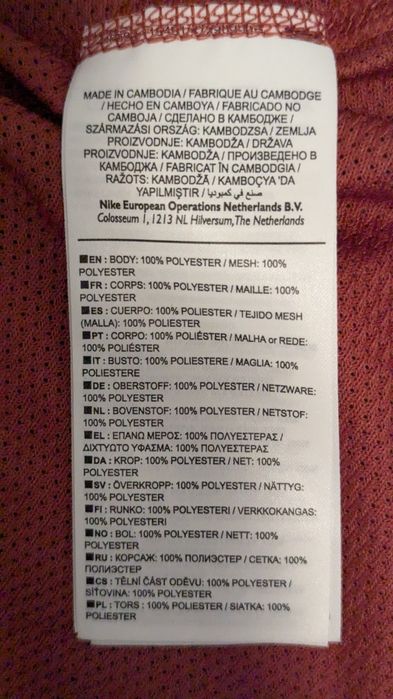 MADE IN CAMBODIA / FABRIQUE AU CAMBODGE
/ HECHO EN CAMBOYA / FABRICADO NO
CAMBOJA / СДЕЛАНО В КАМБОДЖЕ /
SZÁRMAZÁSI ORSZÁG: KAMBODZSA / ZEMLJA
PROIZVODNJE: KAMBODŽA / DRŽAVA
PROIZVODNJE: KAMBODŽA / ПРОИЗВЕДЕНО В
КАМБОДЖА / FABRICAT ÎN CAMBODGIA /
RAŽOTS: KAMBODŽĀ / KAMBOÇYA 'DA
YAPILMIŞTIR / صنع في كمبوديا
Nike European Operations Netherlands B.V.
Colosseum 1, 1213 NL Hilversum, The Netherlands
EN : BODY: 100% POLYESTER / MESH: 100%
POLYESTER
FR : CORPS: 100% POLYESTER / MAILLE: 100%
POLYESTER
ES : CUERPO: 100% POLIESTER / TEJIDO MESH
(MALLA): 100% POLIESTER
PT : CORPO: 100% POLIÉSTER / MALHA or REDE:
100% POLIÉSTER
IT : BUSTO: 100% POLIESTERE / MAGLIA: 100%
POLIESTERE
DE : OBERSTOFF: 100% POLYESTER / NETZWARE:
100% POLYESTER
NL : BOVENSTOF: 100% POLYESTER / NETSTOF:
100% POLYESTER
EL : ΕΠΑΝΩ ΜΕΡΟΣ: 100% ΠΟΛΥΕΣΤΕΡΑΣ /
ΔΙΧΤΥΩΤΟ ΥΦΑΣΜΑ: 100% ΠΟΛΥΕΣΤΕΡΑΣ
DA : KROP: 100% POLYESTER / NET: 100%
POLYESTER
SV : ÖVERKROPP: 100% POLYESTER / NÄTTYG:
100% POLYESTER
FI : RUNKO: 100% POLYESTERI / VERKKOKANGAS:
100% POLYESTERI
NO : BOL: 100% POLYESTER / NETT: 100%
POLYESTER
RU : КОРСАЖ: 100% ПОЛИЭСТЕР / СЕТКА: 100%
ПОЛИЭСТЕР
CS : TĚLNÍ ČÁST ODĚVU: 100% POLYESTER /
SÍŤOVINA: 100% POLYESTER
PL : TORS : 100% POLIESTER / SIATKA: 100%
POLIESTER